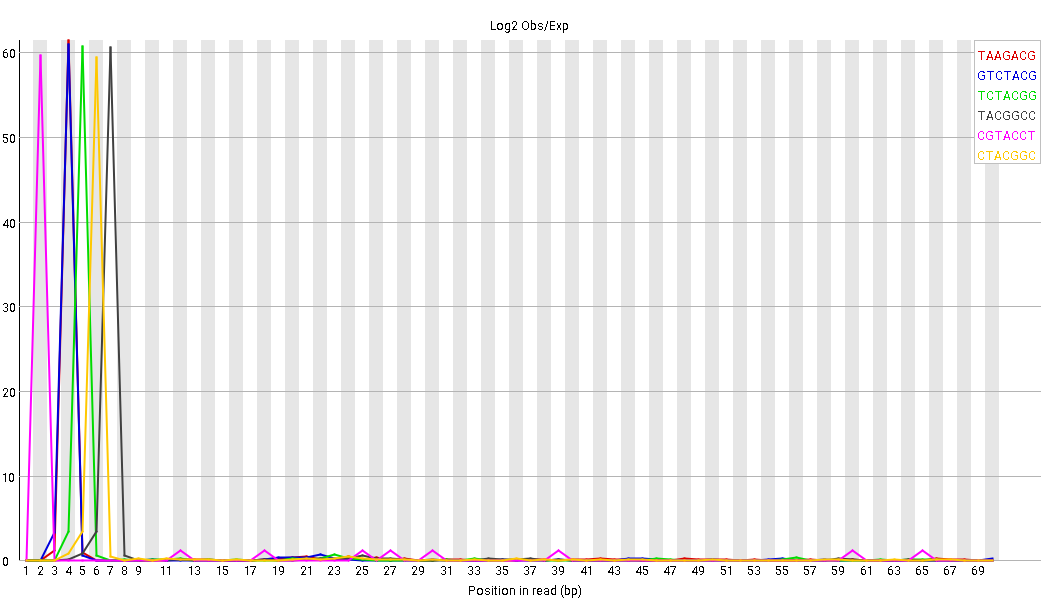 Log2 Obs/Exp
60
50
40
30
20
10
0
TAAGACG
GTCTACG
TCTACGG
TACGGCC
CGTACCT
CTACGGC
1 2 3 4 5 6 7 8 9 11 13 15 17 19 21 23 25 27 29 31 33 35 37 39 41 43 45 47 49 51 53 55 57 59 61 63 65 67 69
Position in read (bp)